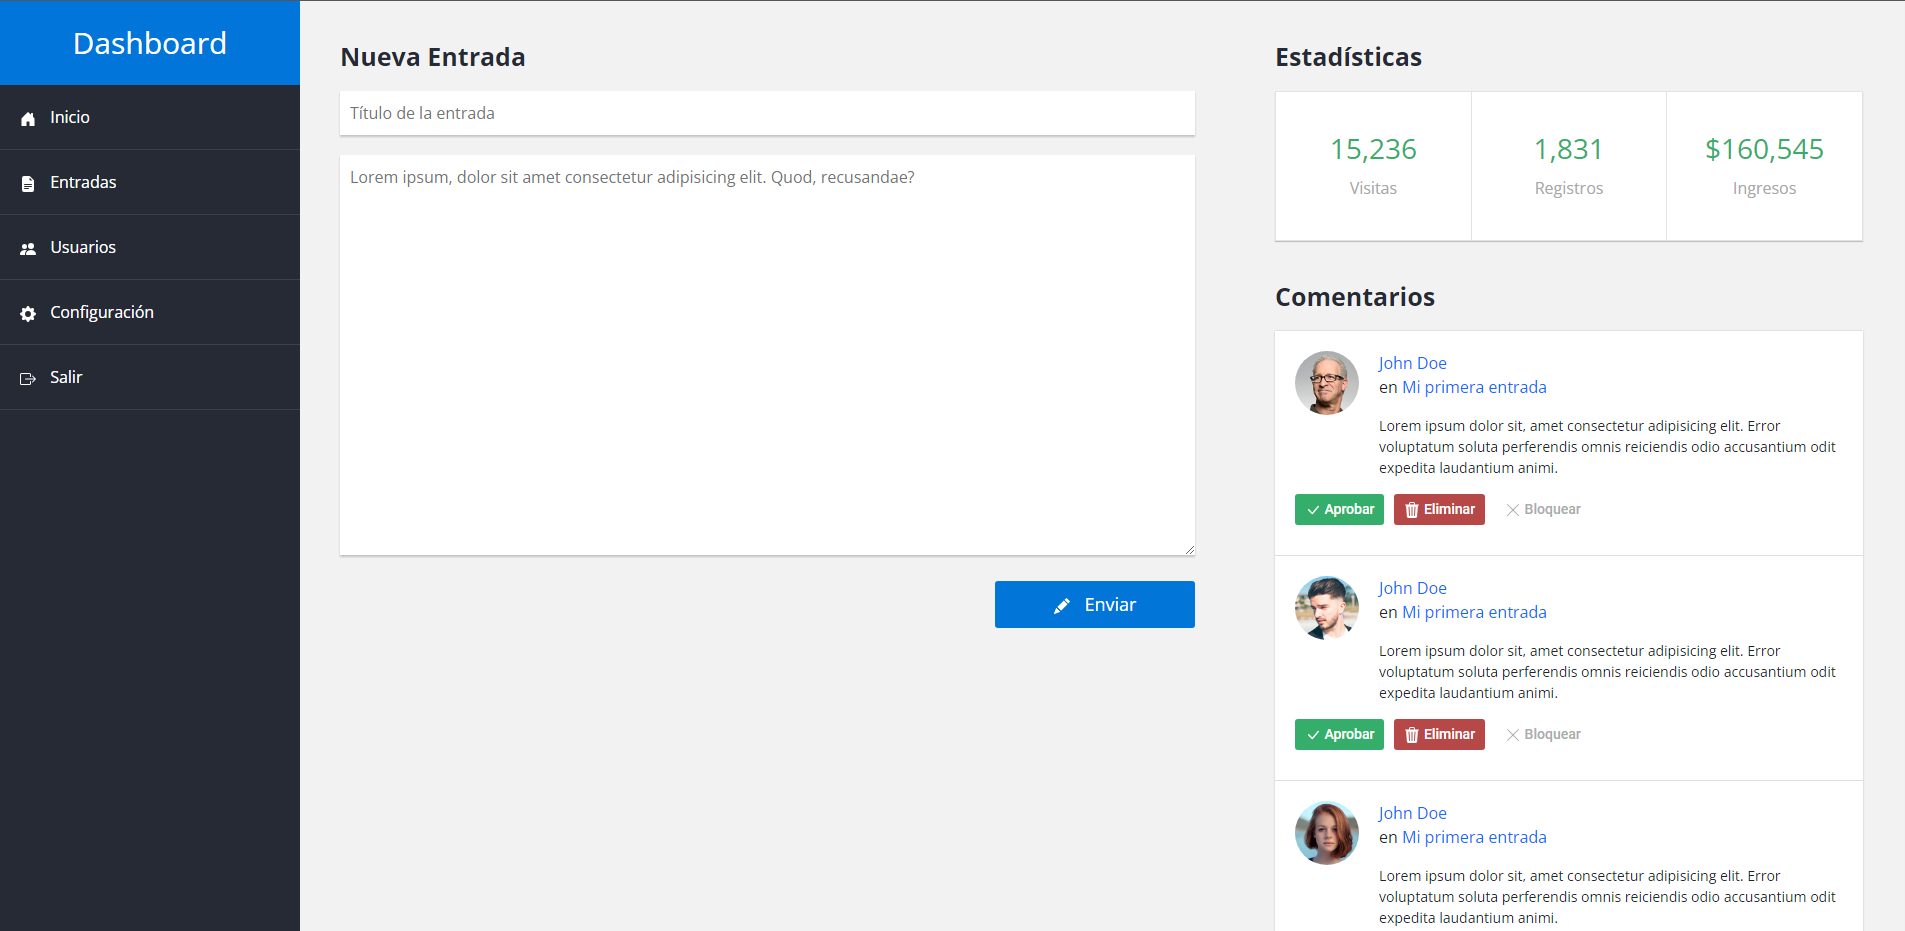 Dashboard
Inicio
Entradas
Usuarios
Configuración
Salir
Nueva Entrada
Título de la entrada
Lorem ipsum, dolor sit amet consectetur adipisicing elit. Quod, recusandae?
Enviar
Estadísticas
15,236
Visitas
1,831
Registros
$160,545
Ingresos
Comentarios
John Doe
en Mi primera entrada
Lorem ipsum dolor sit, amet consectetur adipisicing elit. Error
voluptatum soluta perferendis omnis reiciendis odio accusantium odit
expedita laudantium animi.
Aprobar Eliminar Bloquear
John Doe
en Mi primera entrada
Lorem ipsum dolor sit, amet consectetur adipisicing elit. Error
voluptatum soluta perferendis omnis reiciendis odio accusantium odit
expedita laudantium animi.
Aprobar Eliminar Bloquear
John Doe
en Mi primera entrada
Lorem ipsum dolor sit, amet consectetur adipisicing elit. Error
voluptatum soluta perferendis omnis reiciendis odio accusantium odit
expedita laudantium animi.